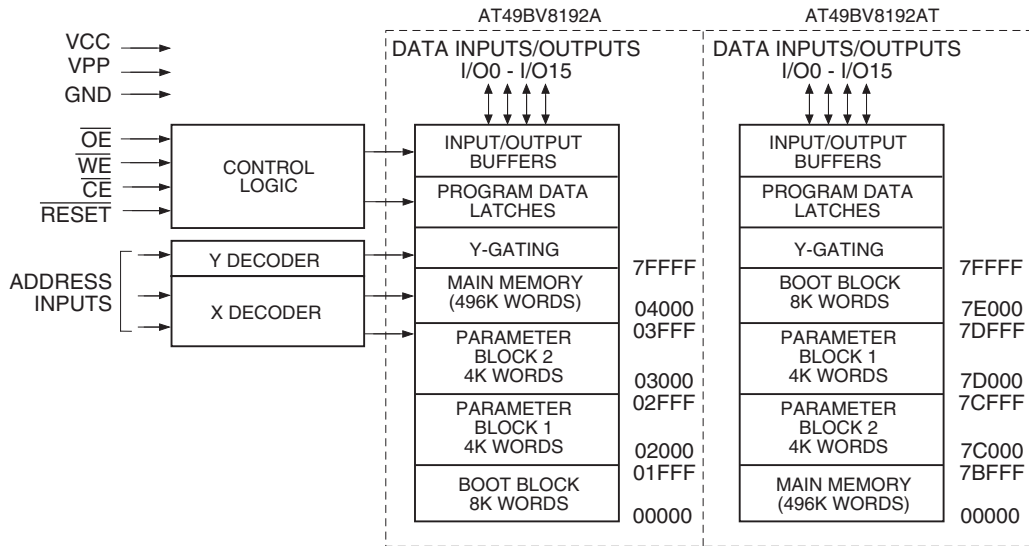 AT49BV8192A
AT49BV8192AT
VCC
VPP
GND
OE
WE
CE
RESET
ADDRESS
INPUTS
CONTROL
LOGIC
Y DECODER
X DECODER
DATA INPUTS/OUTPUTS
I/O0 - I/O15
INPUT/OUTPUT
BUFFERS
PROGRAM DATA
LATCHES
Y-GATING
7FFFF
MAIN MEMORY
(496K WORDS)
04000
03FFF
PARAMETER
BLOCK 2
4K WORDS
03000
02FFF
PARAMETER
BLOCK 1
4K WORDS
02000
01FFF
BOOT BLOCK
8K WORDS
00000
DATA INPUTS/OUTPUTS
I/O0 - I/O15
INPUT/OUTPUT
BUFFERS
PROGRAM DATA
LATCHES
Y-GATING
7FFFF
BOOT BLOCK
8K WORDS
7E000
7DFFF
PARAMETER
BLOCK 1
4K WORDS
7D000
7CFFF
PARAMETER
BLOCK 2
4K WORDS
7C000
7BFFF
MAIN MEMORY
(496K WORDS)
00000